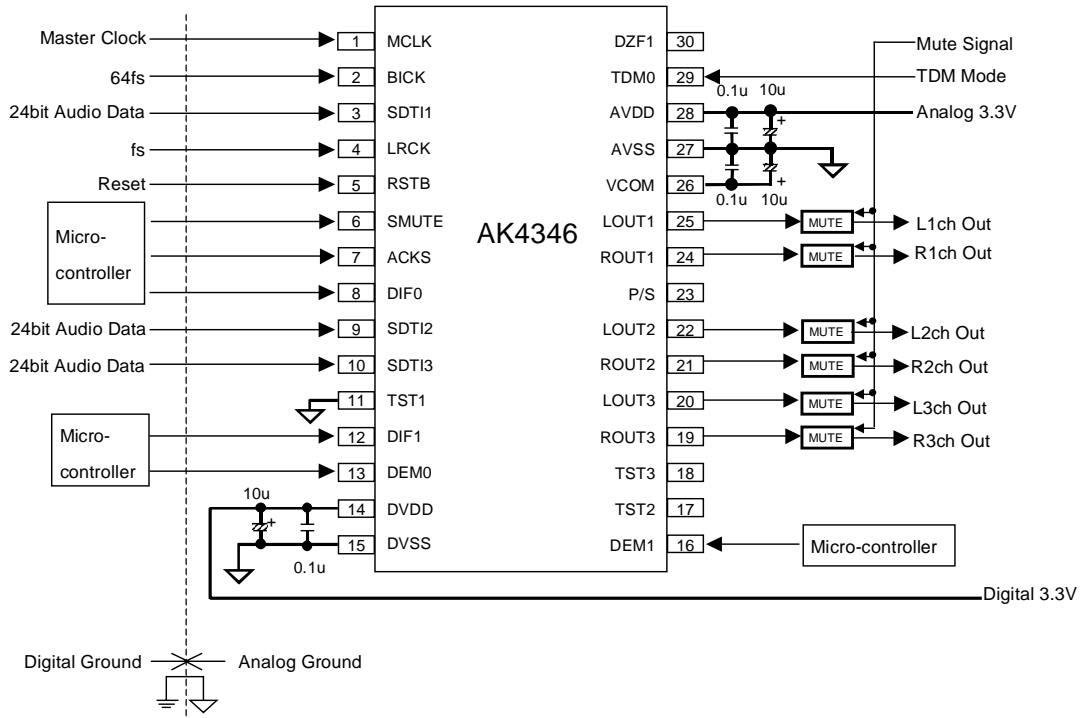 Master Clock 1 MCLK DZF1 30 Mute Signal
64fs 2 BICK TDM0 29 TDM Mode
0.1u 10u
24bit Audio Data 3 SDTI1 AVDD 28 + Analog 3.3V
fs 4 LRCK AVSS 27
Reset 5 RSTB VCOM 26 +
0.1u 10u
Micro-
controller
6 SMUTE LOUT1 25 MUTE L1ch Out
AK4346
7 ACKS ROUT1 24 MUTE R1ch Out
8 DIF0 P/S 23
24bit Audio Data 9 SDTI2 LOUT2 22 MUTE L2ch Out
24bit Audio Data 10 SDTI3 ROUT2 21 MUTE R2ch Out
11 TST1 LOUT3 20 MUTE L3ch Out
Micro-
controller
12 DIF1 ROUT3 19 MUTE R3ch Out
13 DEM0 TST3 18
10u
+ 14 DVDD TST2 17
15 DVSS DEM1 16 Micro-controller
0.1u
Digital 3.3V
Digital Ground Analog Ground